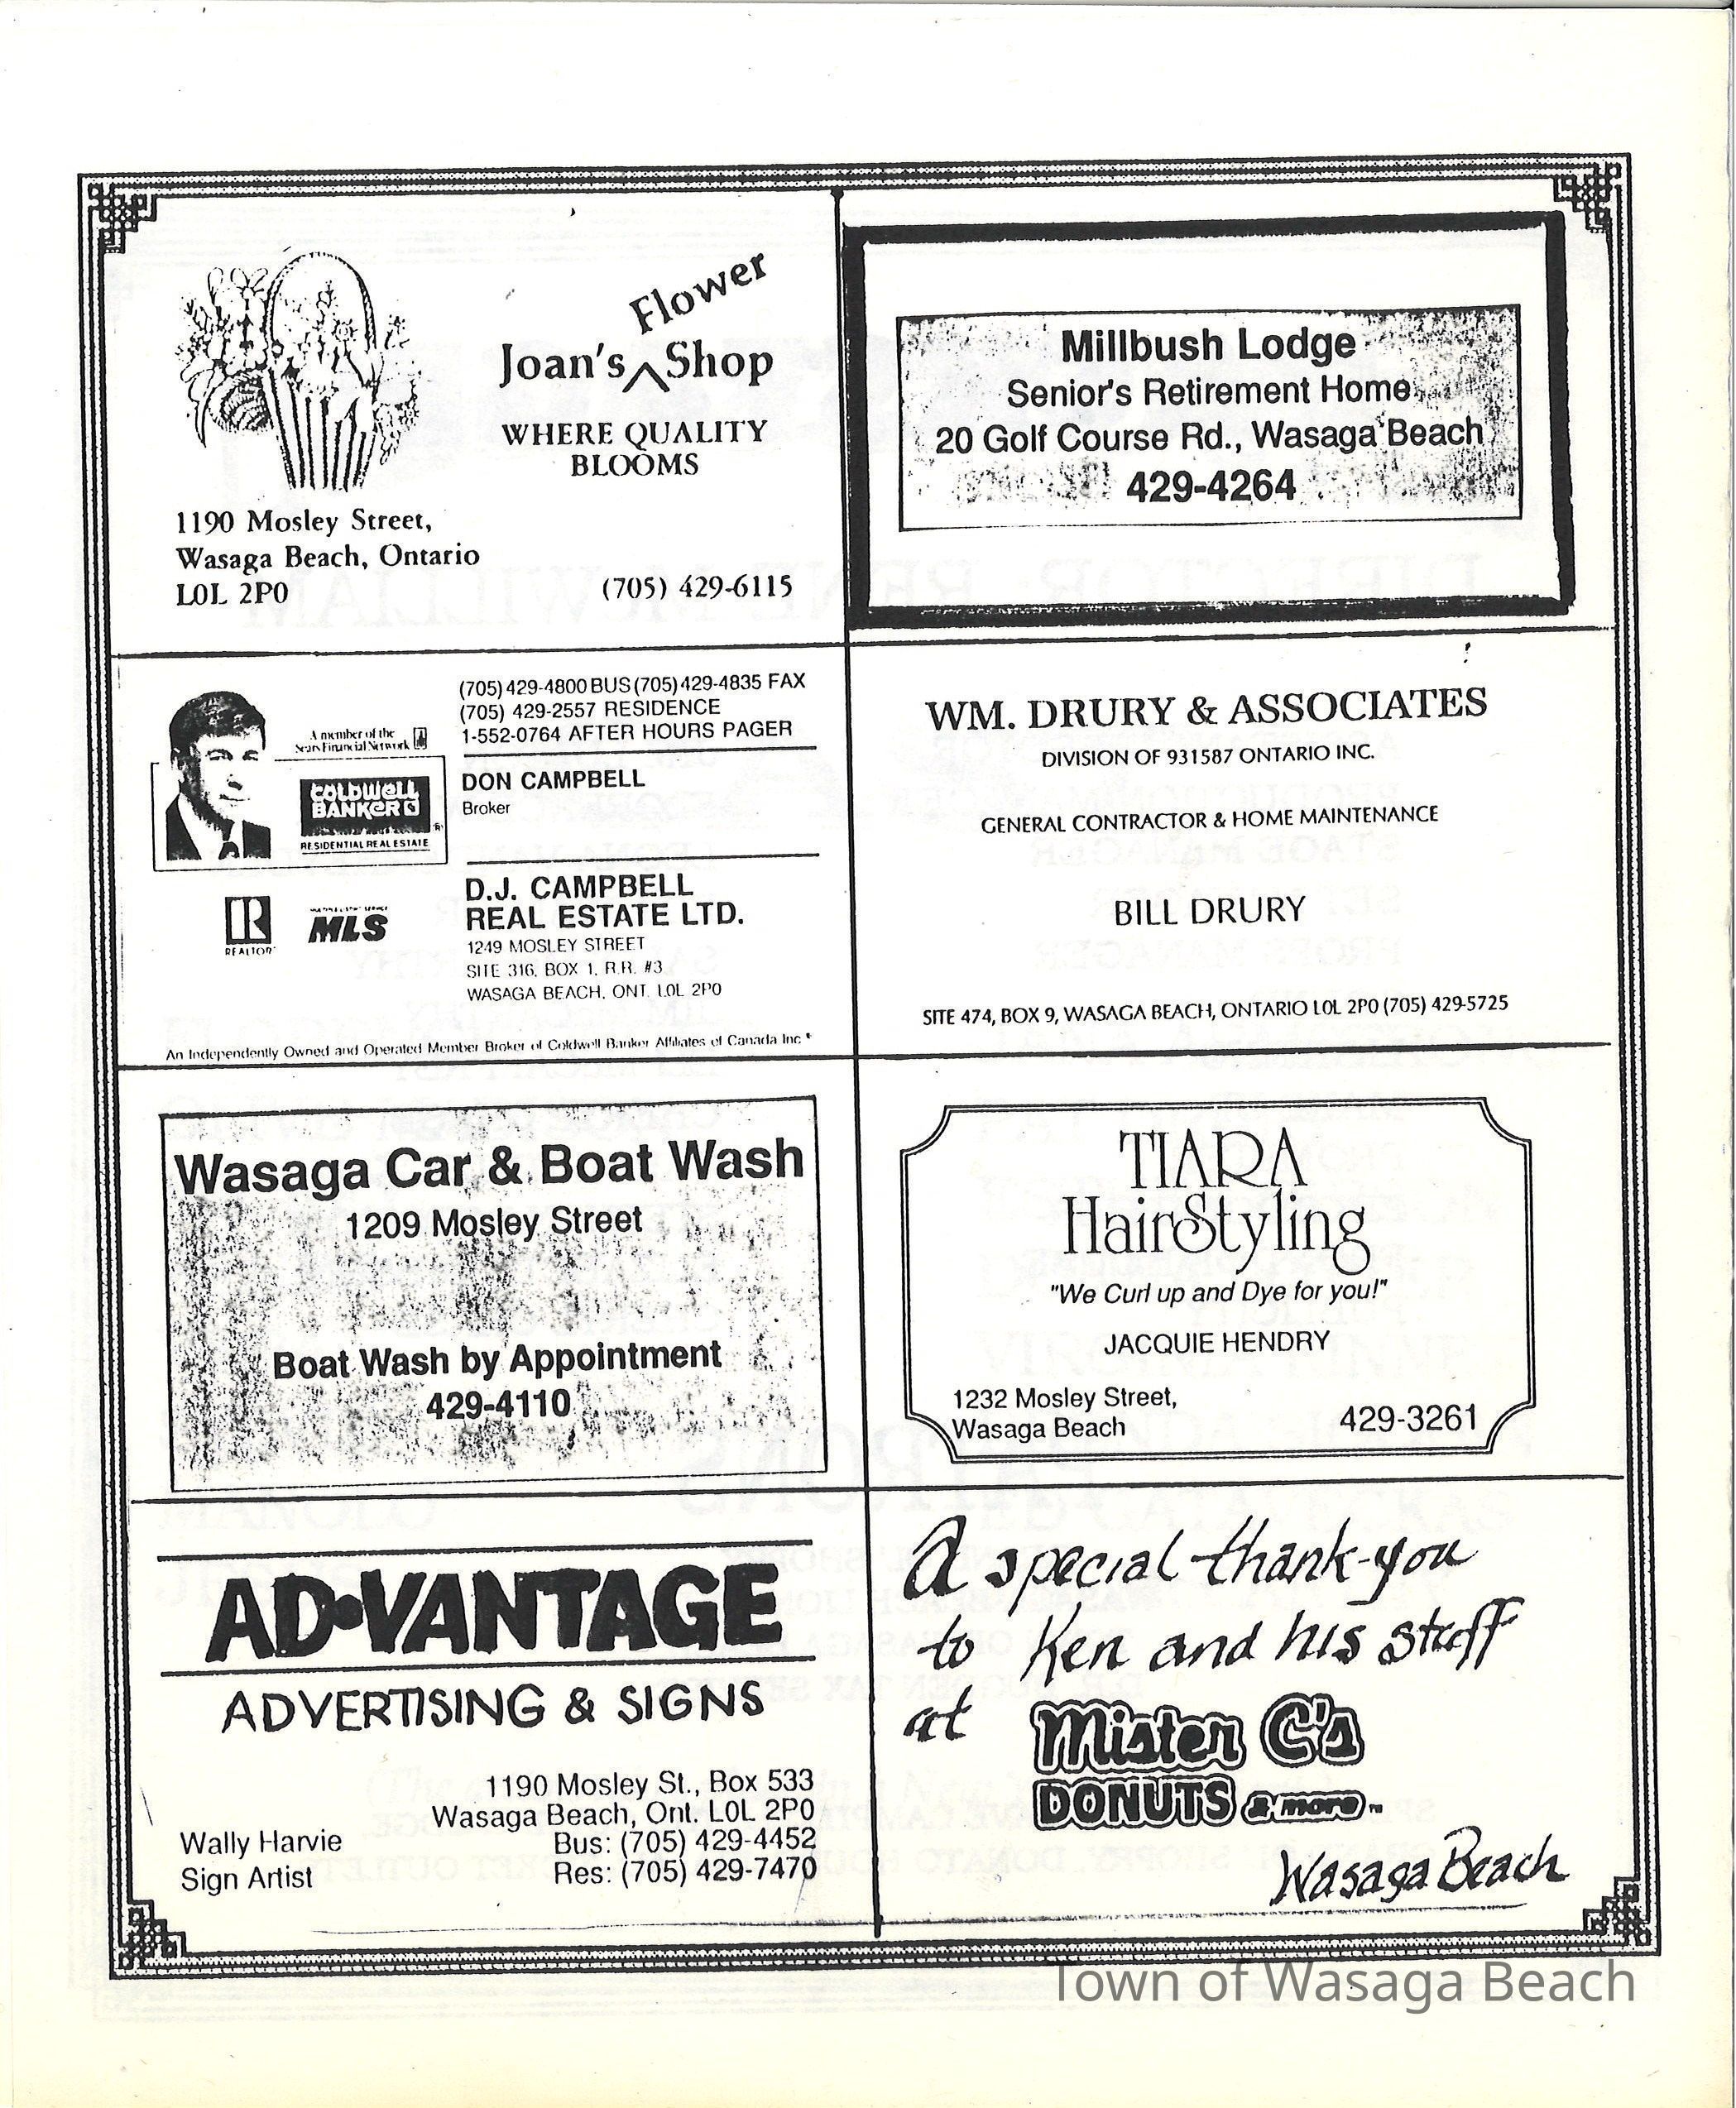 Flower
Joan's Shop
WHERE QUALITY
BLOOMS
1190 Mosley Street,
Wasaga Beach, Ontario
L0L 2P0
(705) 429-6115
Millbush Lodge
Senior's Retirement Home
20 Golf Course Rd., Wasaga Beach
429-4264
(705) 429-4800 BUS (705) 429-4835 FAX
(705) 429-2557 RESIDENCE
1-552-0764 AFTER HOURS PAGER
A member of the
Sears Financial Network
COLDWELL
BANKER
RESIDENTIAL REAL ESTATE
DON CAMPBELL
Broker
REALTOR
MULTIPLE LISTING SERVICE
MLS
D.J. CAMPBELL
REAL ESTATE LTD.
1249 MOSLEY STREET
SITE 316, BOX 1, R.R. #3
WASAGA BEACH, ONT. L0L 2P0
An Independently Owned and Operated Member Broker of Coldwell Banker Affiliates of Canada Inc
WM. DRURY & ASSOCIATES
DIVISION OF 931587 ONTARIO INC.
GENERAL CONTRACTOR & HOME MAINTENANCE
BILL DRURY
SITE 474, BOX 9, WASAGA BEACH, ONTARIO L0L 2P0 (705) 429-5725
Wasaga Car & Boat Wash
1209 Mosley Street
Boat Wash by Appointment
429-4110
TIARA
HairStyling
"We Curl up and Dye for you!"
JACQUIE HENDRY
1232 Mosley Street,
Wasaga Beach
429-3261
AD•VANTAGE
ADVERTISING & SIGNS
1190 Mosley St., Box 533
Wasaga Beach, Ont. L0L 2P0
Bus: (705) 429-4452
Res: (705) 429-7470
Wally Harvie
Sign Artist
A special thank-you
to Ken and his staff
at Mister C's
DONUTS & more ™
Wasaga Beach
Town of Wasaga Beach